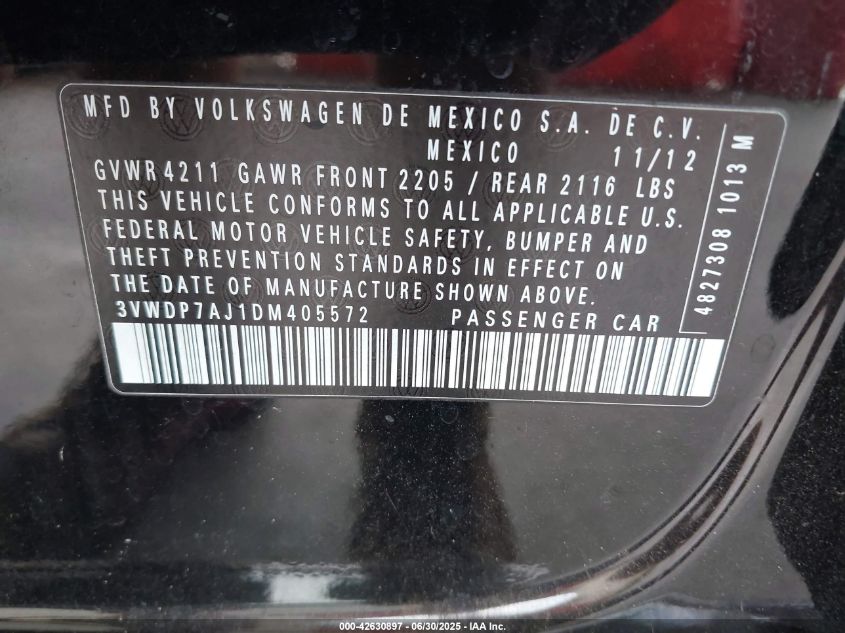 MFD BY VOLKSWAGEN DE MEXICO S.A. DE C.V.
MEXICO 11/12
GVWR 4211 GAWR FRONT 2205 / REAR 2116 LBS
THIS VEHICLE CONFORMS TO ALL APPLICABLE U.S.
FEDERAL MOTOR VEHICLE SAFETY, BUMPER AND
THEFT PREVENTION STANDARDS IN EFFECT ON
THE DATE OF MANUFACTURE SHOWN ABOVE.
3VWDP7AJ1DM405572 PASSENGER CAR
4827308 1013 M
000-42630897 - 06/30/2025 - IAA Inc.